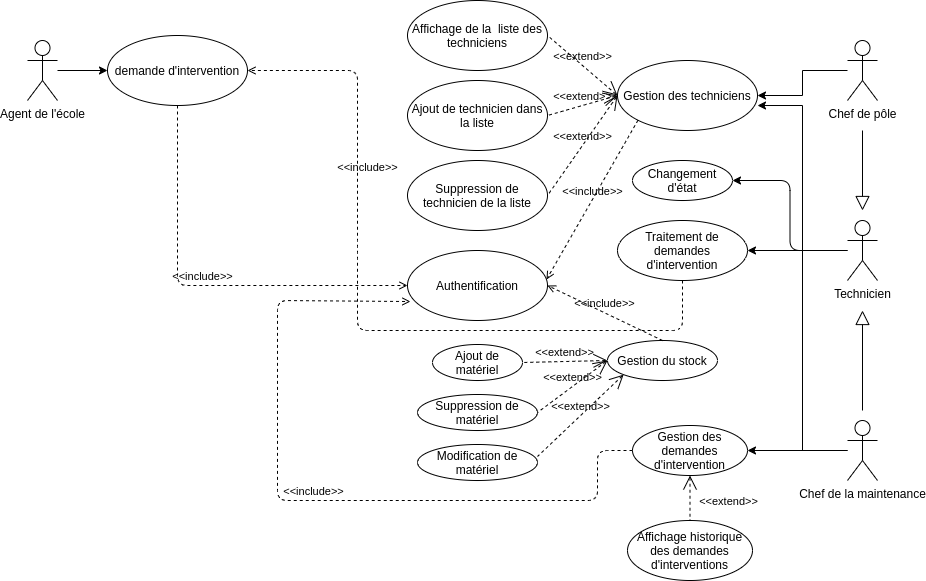 Affichage de la  liste des
techniciens
<<extend>>
demande d'intervention
Agent de l'école
Ajout de technicien dans
la liste
<<extend>>
Gestion des techniciens
Chef de pôle
<<extend>>
<<include>>
Suppression de
technicien de la liste
<<include>>
Changement
d'état
Traitement de
demandes
d'intervention
<<include>>
Authentification
Technicien
<<include>>
Ajout de
matériel
<<extend>>
Gestion du stock
<<extend>>
Suppression de
matériel
<<extend>>
Modification de
matériel
Gestion des
demandes
d'intervention
<<include>>
Chef de la maintenance
<<extend>>
Affichage historique
des demandes
d'interventions